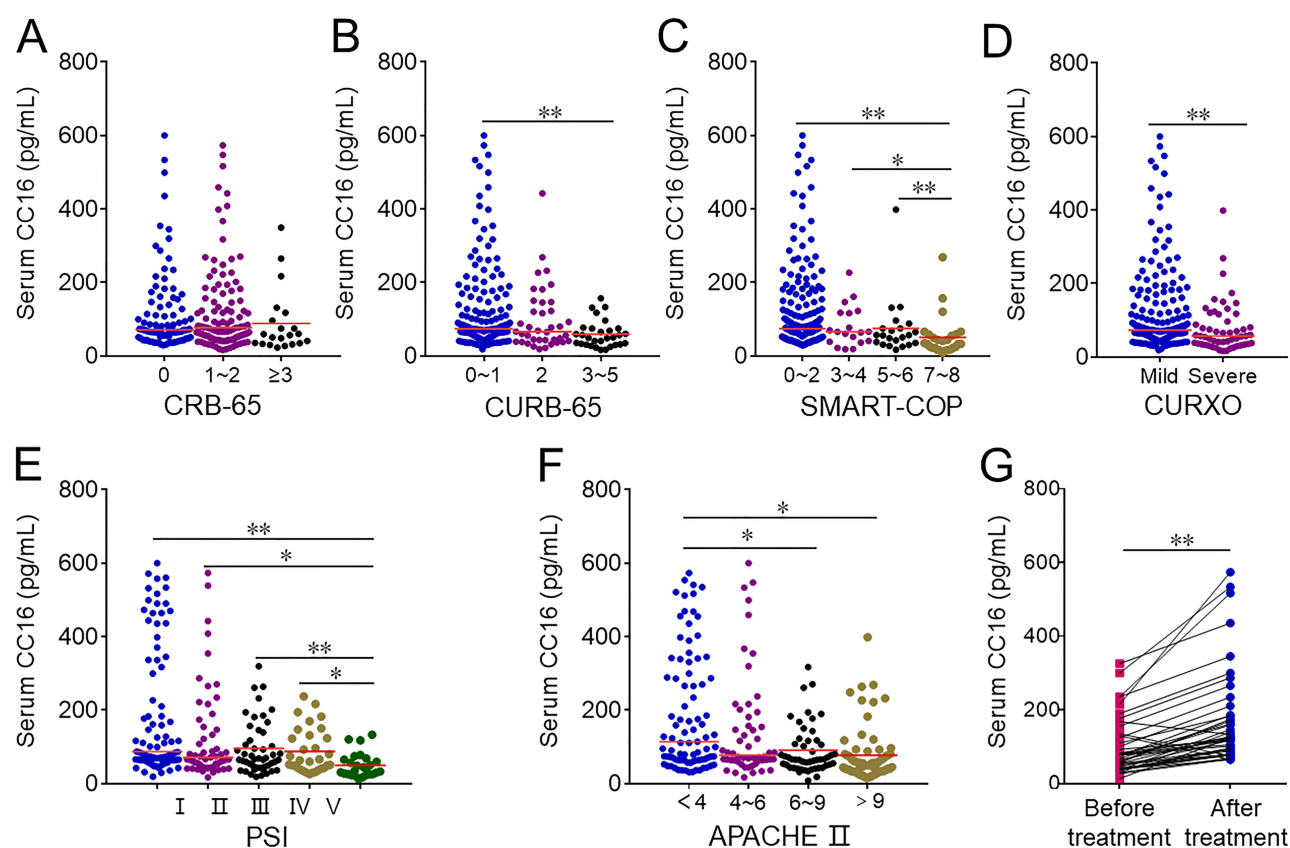 A
B
C
D
Serum CC16 (pg/mL)
800
600
400
200
0
0
1~2
≥3
CRB-65
Serum CC16 (pg/mL)
800
600
400
200
0
**
0~1
2
3~5
CURB-65
Serum CC16 (pg/mL)
800
600
400
200
0
**
*
**
0~2
3~4
5~6
7~8
SMART-COP
Serum CC16 (pg/mL)
800
600
400
200
0
**
Mild
Severe
CURXO
E
F
G
Serum CC16 (pg/mL)
800
600
400
200
0
**
*
**
*
Ⅰ
Ⅱ
Ⅲ
Ⅳ
Ⅴ
PSI
Serum CC16 (pg/mL)
800
600
400
200
0
*
*
<4
4~6
6~9
>9
APACHE Ⅱ
Serum CC16 (pg/mL)
800
600
400
200
0
**
Before
treatment
After
treatment